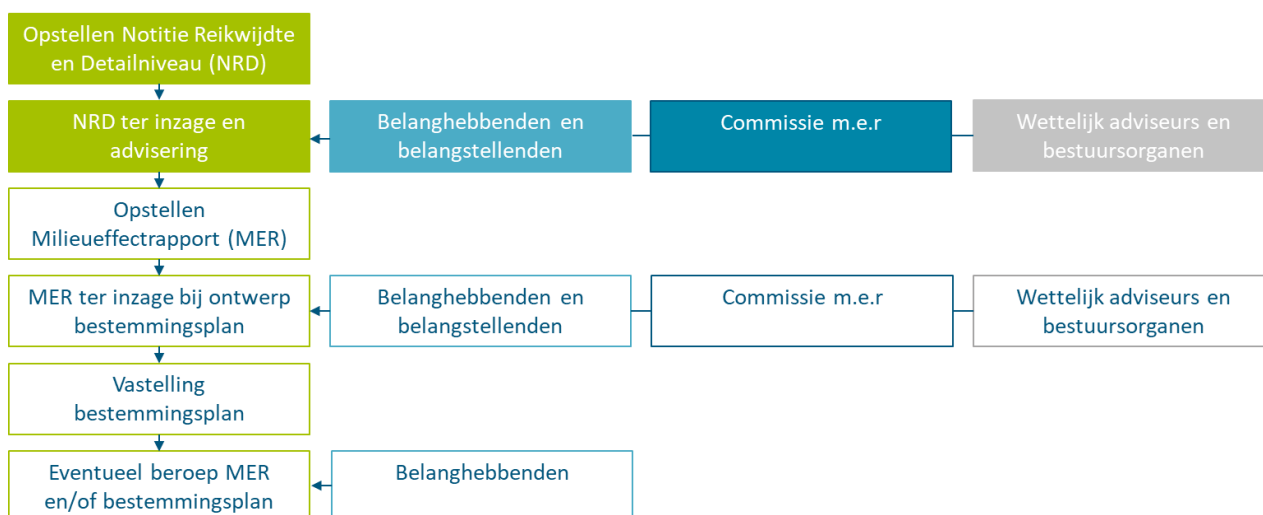 Opstellen Notitie Reikwijdte
en Detailniveau (NRD)
NRD ter inzage en
advisering
Belanghebbenden en
belangstellenden
Commissie m.e.r
Wettelijk adviseurs en
bestuursorganen
Opstellen
Milieueffectrapport (MER)
MER ter inzage bij ontwerp
bestemmingsplan
Belanghebbenden en
belangstellenden
Commissie m.e.r
Wettelijk adviseurs en
bestuursorganen
Vastelling
bestemmingsplan
Eventueel beroep MER
en/of bestemmingsplan
Belanghebbenden